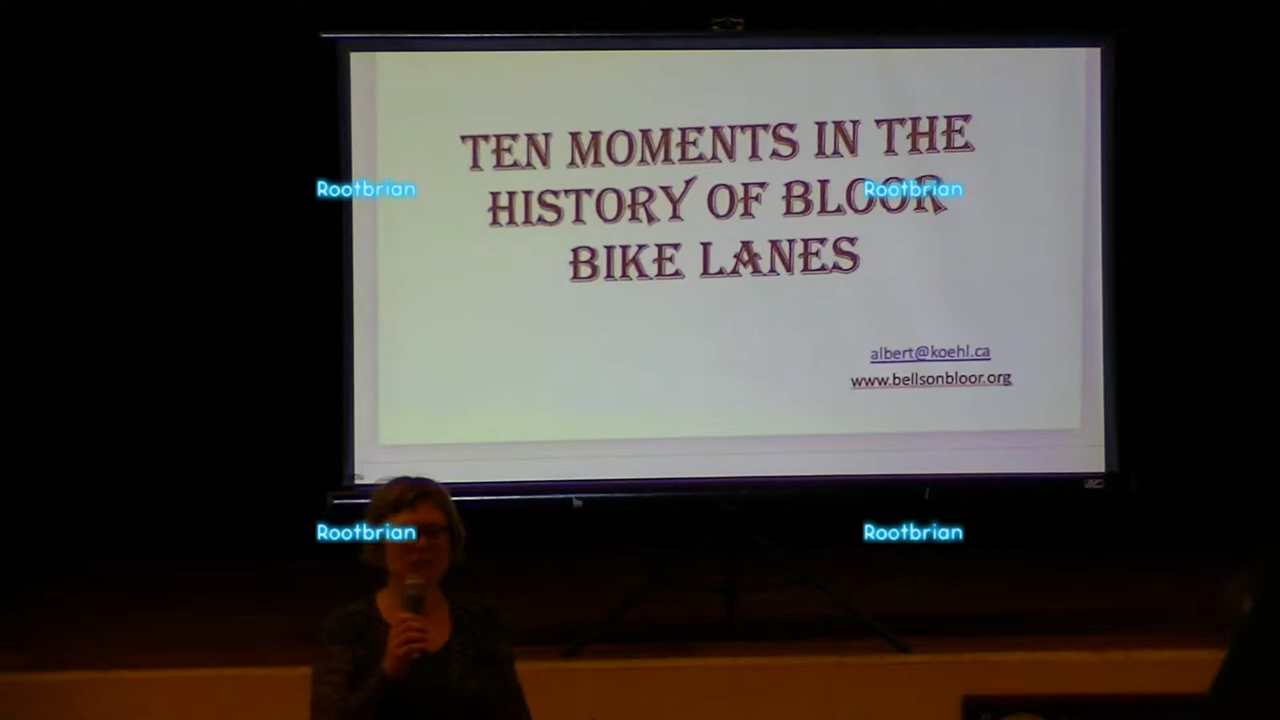 TEN MOMENTS IN THE
HISTORY OF BLOOR
BIKE LANES
albert@koehl.ca
www.bellsonbloor.org
Rootbrian
Rootbrian
Rootbrian
Rootbrian